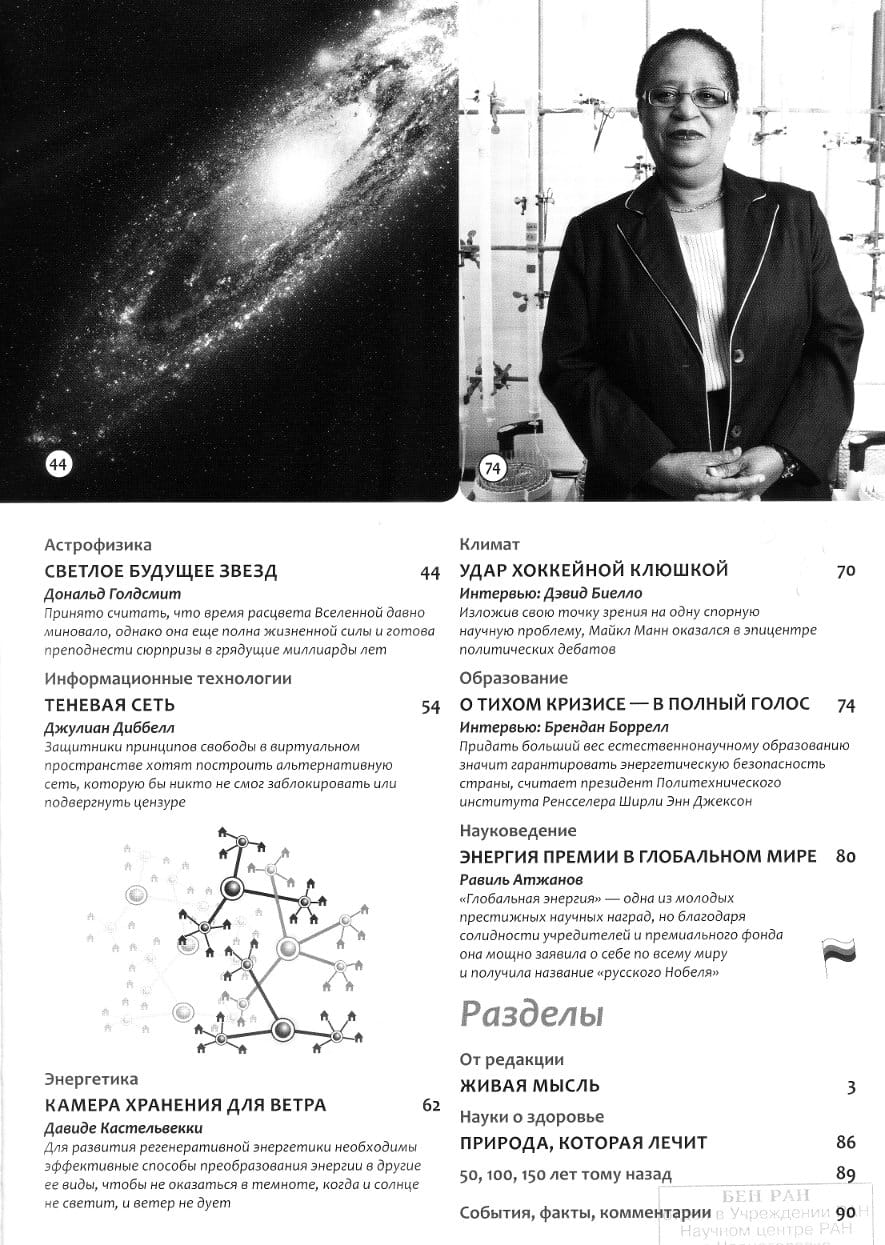 44
74
Астрофизика
СВЕТЛОЕ БУДУЩЕЕ ЗВЕЗД 44
Дональд Голдсмит
Принято считать, что время расцвета Вселенной давно
миновало, однако она еще полна жизненной силы и готова
преподнести сюрпризы в грядущие миллиарды лет
Информационные технологии
ТЕНЕВАЯ СЕТЬ 54
Джулиан Диббелл
Защитники принципов свободы в виртуальном
пространстве хотят построить альтернативную
сеть, которую бы никто не смог заблокировать или
подвергнуть цензуре
Энергетика
КАМЕРА ХРАНЕНИЯ ДЛЯ ВЕТРА 62
Давиде Кастельвекки
Для развития регенеративной энергетики необходимы
эффективные способы преобразования энергии в другие
ее виды, чтобы не оказаться в темноте, когда и солнце
не светит, и ветер не дует
Климат
УДАР ХОККЕЙНОЙ КЛЮШКОЙ 70
Интервью: Дэвид Биелло
Изложив свою точку зрения на одну спорную
научную проблему, Майкл Манн оказался в эпицентре
политических дебатов
Образование
О ТИХОМ КРИЗИСЕ — В ПОЛНЫЙ ГОЛОС 74
Интервью: Брендан Боррелл
Придать больший вес естественнонаучному образованию
значит гарантировать энергетическую безопасность
страны, считает президент Политехнического
института Ренсселера Ширли Энн Джексон
Науковедение
ЭНЕРГИЯ ПРЕМИИ В ГЛОБАЛЬНОМ МИРЕ 80
Равиль Атжанов
«Глобальная энергия» — одна из молодых
престижных научных наград, но благодаря
солидности учредителей и премиального фонда
она мощно заявила о себе по всему миру
и получила название «русского Нобеля»
Разделы
От редакции
ЖИВАЯ МЫСЛЬ 3
Науки о здоровье
ПРИРОДА, КОТОРАЯ ЛЕЧИТ 86
50, 100, 150 лет тому назад 89
События, факты, комментарии 90
БЕН РАН
в Учреждении РАН
Научном центре РАН